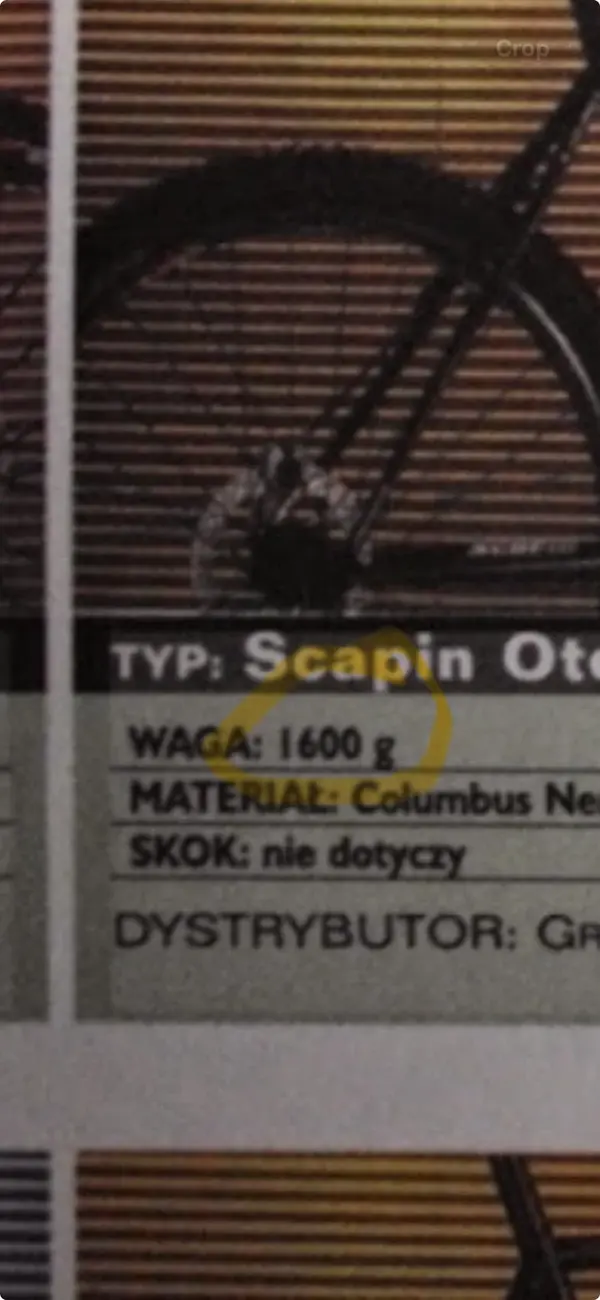 Crop
TYP: Scapin
WAGA: 1600 g
MATERIAŁ: Columbus
SKOK: nie dotyczy
DYSTRYBUTOR: